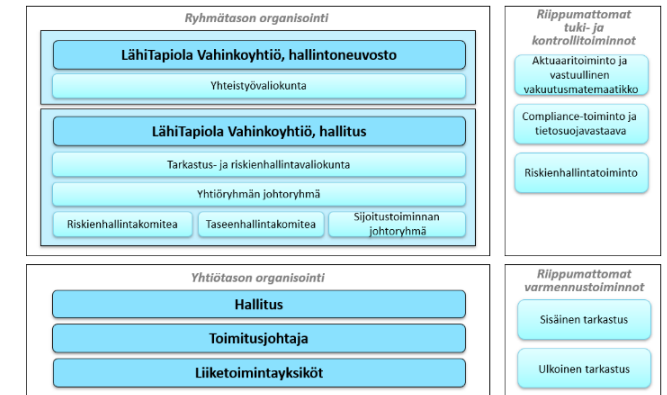 Ryhmätason organisointi
LähiTapiola Vahinkoyhtiö, hallintoneuvosto
Yhteistyövaliokunta
LähiTapiola Vahinkoyhtiö, hallitus
Tarkastus- ja riskienhallintavaliokunta
Yhtiöryhmän johtoryhmä
Riskienhallintakomitea
Taseenhallintakomitea
Sijoitustoiminnan
johtoryhmä
Riippumattomat
tuki- ja
kontrollitoiminnot
Aktuaaritoiminto ja
vastuullinen
vakuutusmatemaatikko
Compliance-toiminto ja
tietosuojavastaava
Riskienhallintatoiminto
Yhtiötason organisointi
Hallitus
Toimitusjohtaja
Liiketoimintayksiköt
Riippumattomat
varmennustoiminnot
Sisäinen tarkastus
Ulkoinen tarkastus